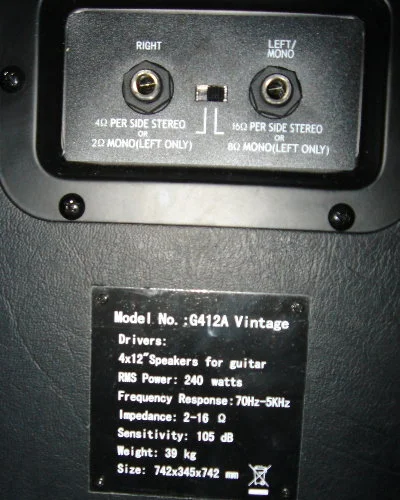 RIGHT
LEFT/
MONO
4Ω PER SIDE STEREO
OR
2Ω MONO(LEFT ONLY)
16Ω PER SIDE STEREO
OR
8Ω MONO(LEFT ONLY)
Model No.:G412A Vintage
Drivers:
4x12"Speakers for guitar
RMS Power: 240 watts
Frequency Response:70Hz-5KHz
Impedance: 2-16 Ω
Sensitivity: 105 dB
Weight: 39 kg
Size: 742x345x742 mm